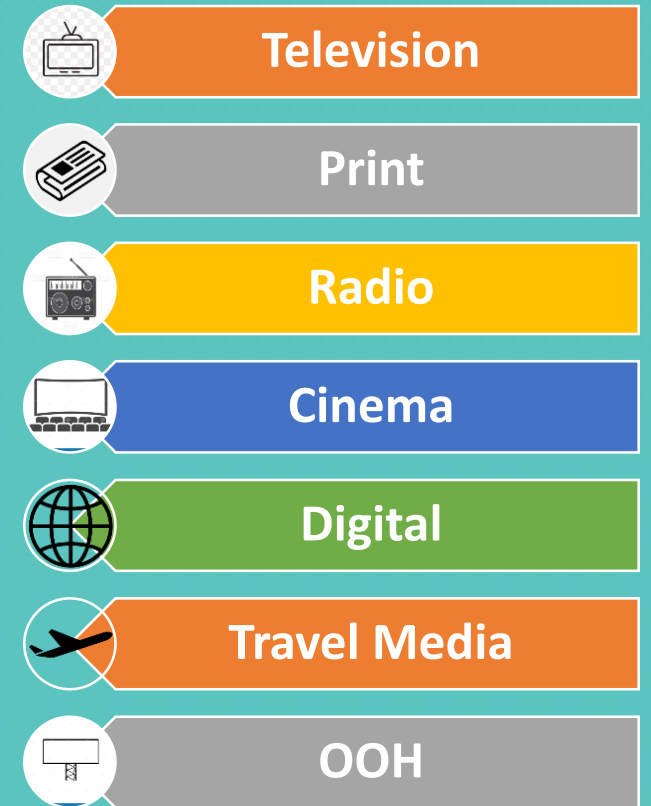 Television
Print
Radio
Cinema
Digital
Travel Media
OOH